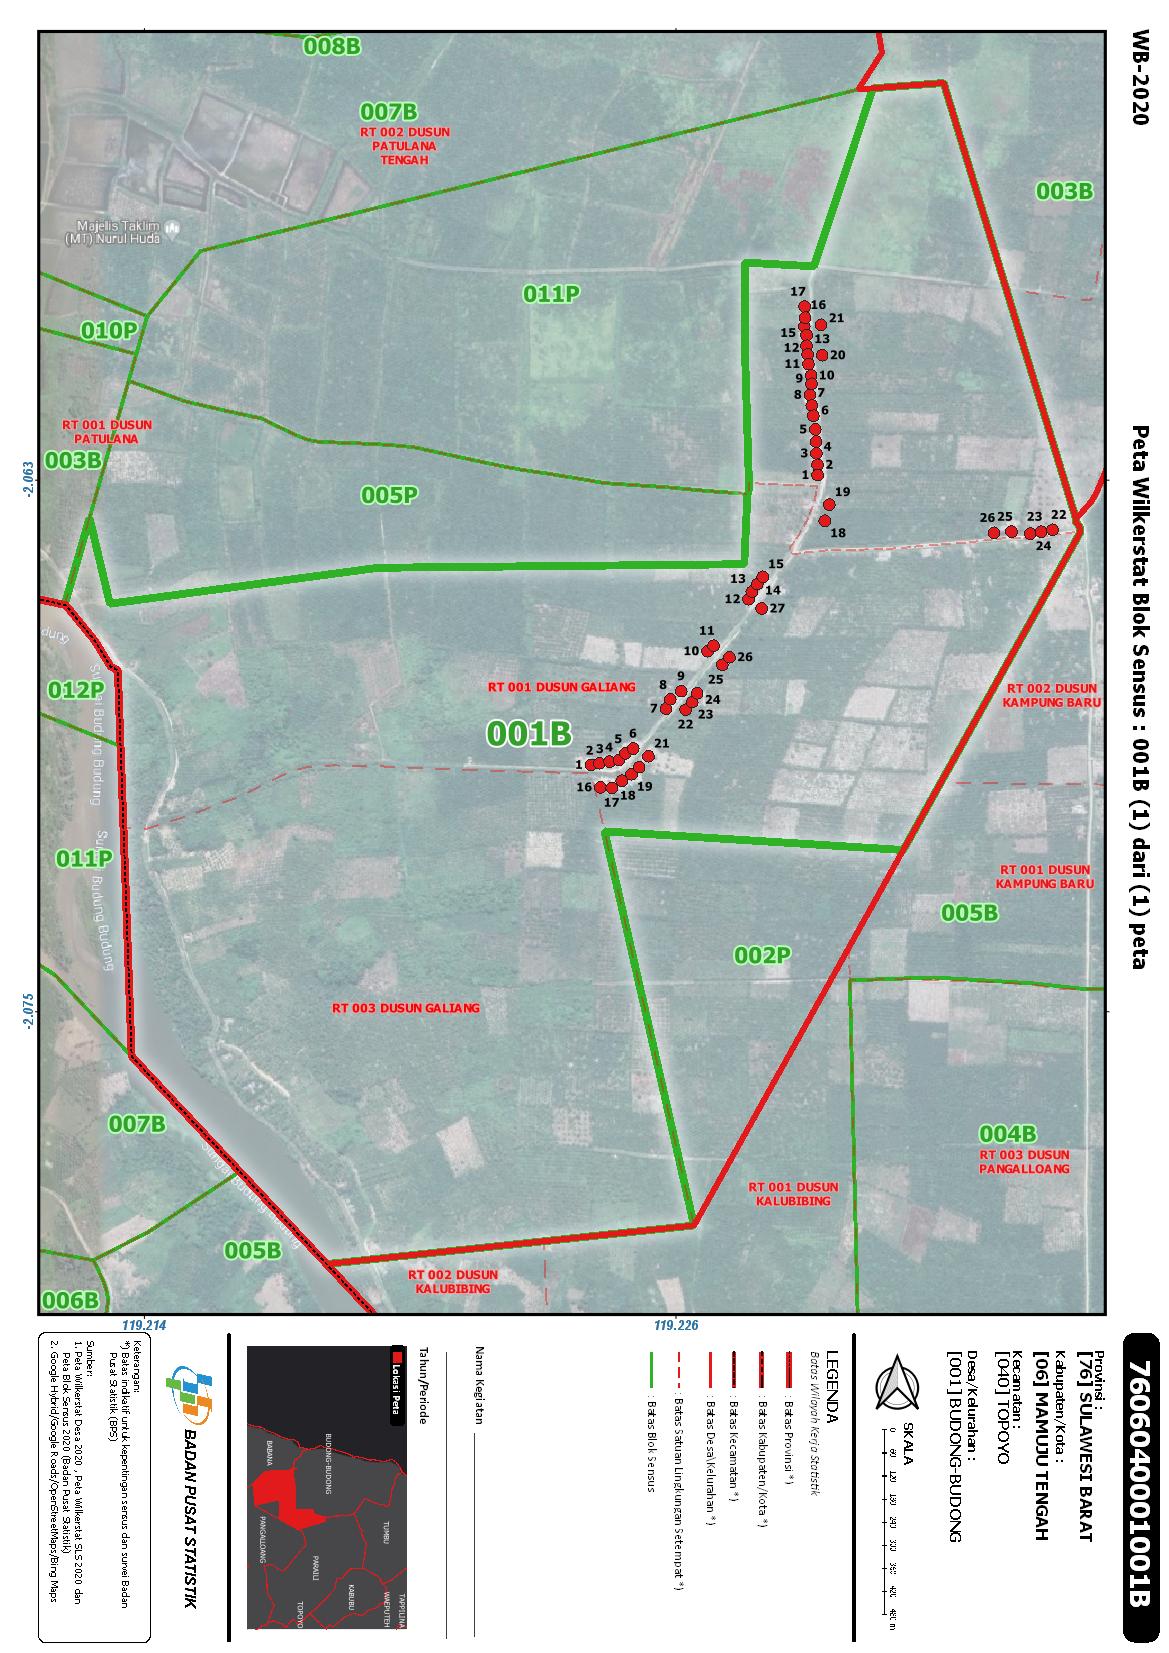 WB-2020
Peta Wilkerstat Blok Sensus : 001B (1) dari (1) peta
008B
007B
RT 002 DUSUN
PATULANA
TENGAH
003B
Majelis Taklim
(MT) Nurul Huda
011P
010P
RT 001 DUSUN
PATULANA
003B
005P
17
16
21
15
13
12
20
11
10
9
7
8
6
5
4
3
2
1
19
18
26
25
23
22
24
15
13
14
12
27
11
10
26
9
25
8
24
7
23
22
6
5
21
2
3
4
1
19
16
18
17
-2.063
-2.075
dung
Sungai Budung Budung
012P
RT 001 DUSUN GALIANG
001B
RT 002 DUSUN
KAMPUNG BARU
011P
Sungai Budung Budung
RT 001 DUSUN
KAMPUNG BARU
005B
002P
RT 003 DUSUN GALIANG
007B
004B
RT 003 DUSUN
PANGALLOANG
RT 001 DUSUN
KALUBIBING
Sungai Budung Budung
005B
RT 002 DUSUN
KALUBIBING
006B
119.214
119.226
7606040001001B
Provinsi :
[76] SULAWESI BARAT
Kabupaten/Kota :
[06] MAMUJU TENGAH
Kecamatan :
[040] TOPOYO
Desa/Kelurahan :
[001] BUDONG-BUDONG
SKALA
0 60 120 180 240 300 360 420 480 m
LEGENDA
Batas Wilayah Kerja Statistik
: Batas Provinsi *)
: Batas Kabupaten/Kota *)
: Batas Kecamatan *)
: Batas Desa\Kelurahan *)
: Batas Satuan Lingkungan Setempat *)
: Batas Blok Sensus
Nama Kegiatan
Tahun/Periode
Lokasi Peta
BUDONG-BUDONG
BABANA
TUMBU
PANGALLOANG
PARAILI
KABUBU
TAPPILINA
WAEPUTEH
TOPOYO
BADAN PUSAT STATISTIK
Keterangan:
*) Batas indikatif untuk kepentingan sensus dan survei Badan
Pusat Statistik (BPS)
Sumber:
1. Peta Wilkerstat Desa 2020 , Peta Wilkerstat SLS 2020 dan
Peta Blok Sensus 2020 (Badan Pusat Statistik)
2. Google Hybrid/Google Roads/OpenStreetMaps/Bing Maps